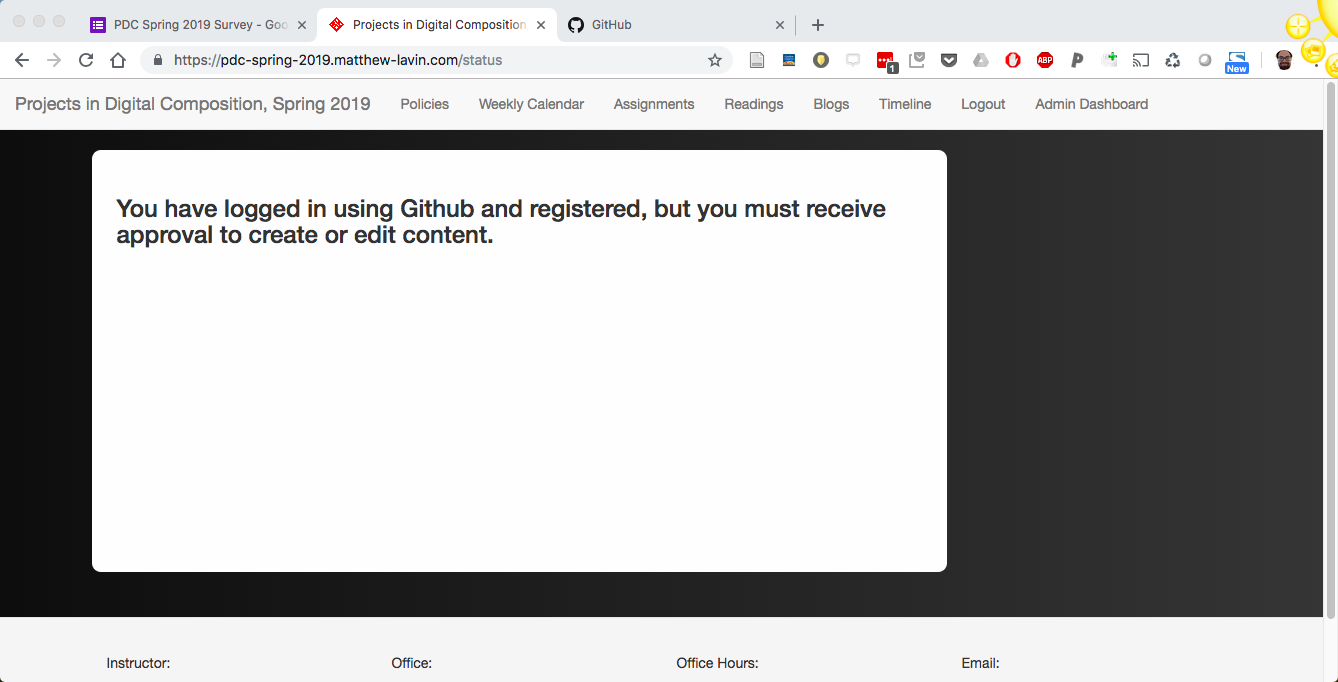 PDC Spring 2019 Survey - Goo
Projects in Digital Composition
GitHub
https://pdc-spring-2019.matthew-lavin.com/status
1
ABP
New
Projects in Digital Composition, Spring 2019 Policies Weekly Calendar Assignments Readings Blogs Timeline Logout Admin Dashboard
You have logged in using Github and registered, but you must receive
approval to create or edit content.
Instructor: Office: Office Hours: Email: